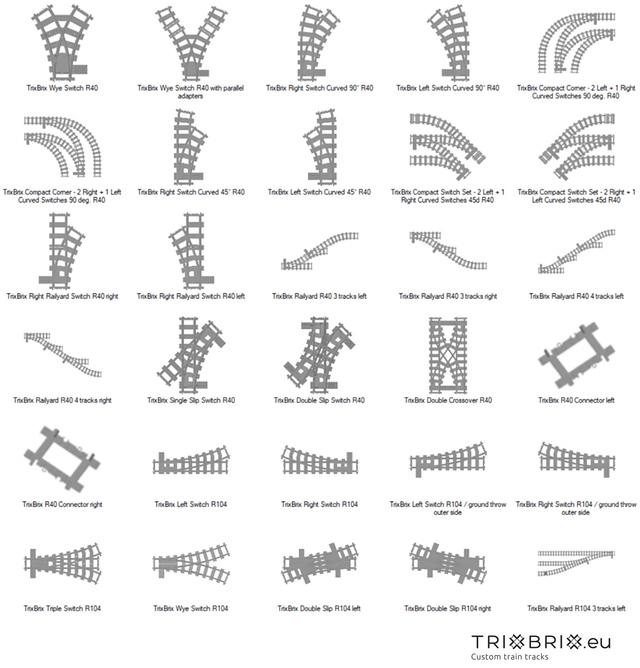 TrixBrix Wye Switch R40
TrixBrix Wye Switch R40 with parallel
adapters
TrixBrix Right Switch Curved 90° R40
TrixBrix Left Switch Curved 90° R40
TrixBrix Compact Corner - 2 Left + 1 Right
Curved Switches 90 deg. R40
TrixBrix Compact Corner - 2 Right + 1 Left
Curved Switches 90 deg. R40
TrixBrix Right Switch Curved 45° R40
TrixBrix Left Switch Curved 45° R40
TrixBrix Compact Switch Set - 2 Left + 1
Right Curved Switches 45d R40
TrixBrix Compact Switch Set - 2 Right + 1
Left Curved Switches 45d R40
TrixBrix Right Railyard Switch R40 right
TrixBrix Right Railyard Switch R40 left
TrixBrix Railyard R40 3 tracks left
TrixBrix Railyard R40 3 tracks right
TrixBrix Railyard R40 4 tracks left
TrixBrix Railyard R40 4 tracks right
TrixBrix Single Slip Switch R40
TrixBrix Double Slip Switch R40
TrixBrix Double Crossover R40
TrixBrix R40 Connector left
TrixBrix R40 Connector right
TrixBrix Left Switch R104
TrixBrix Right Switch R104
TrixBrix Left Switch R104 / ground throw
outer side
TrixBrix Right Switch R104 / ground throw
outer side
TrixBrix Triple Switch R104
TrixBrix Wye Switch R104
TrixBrix Double Slip R104 left
TrixBrix Double Slip R104 right
TrixBrix Railyard R104 3 tracks left
TRIXBRIX.eu
Custom train tracks